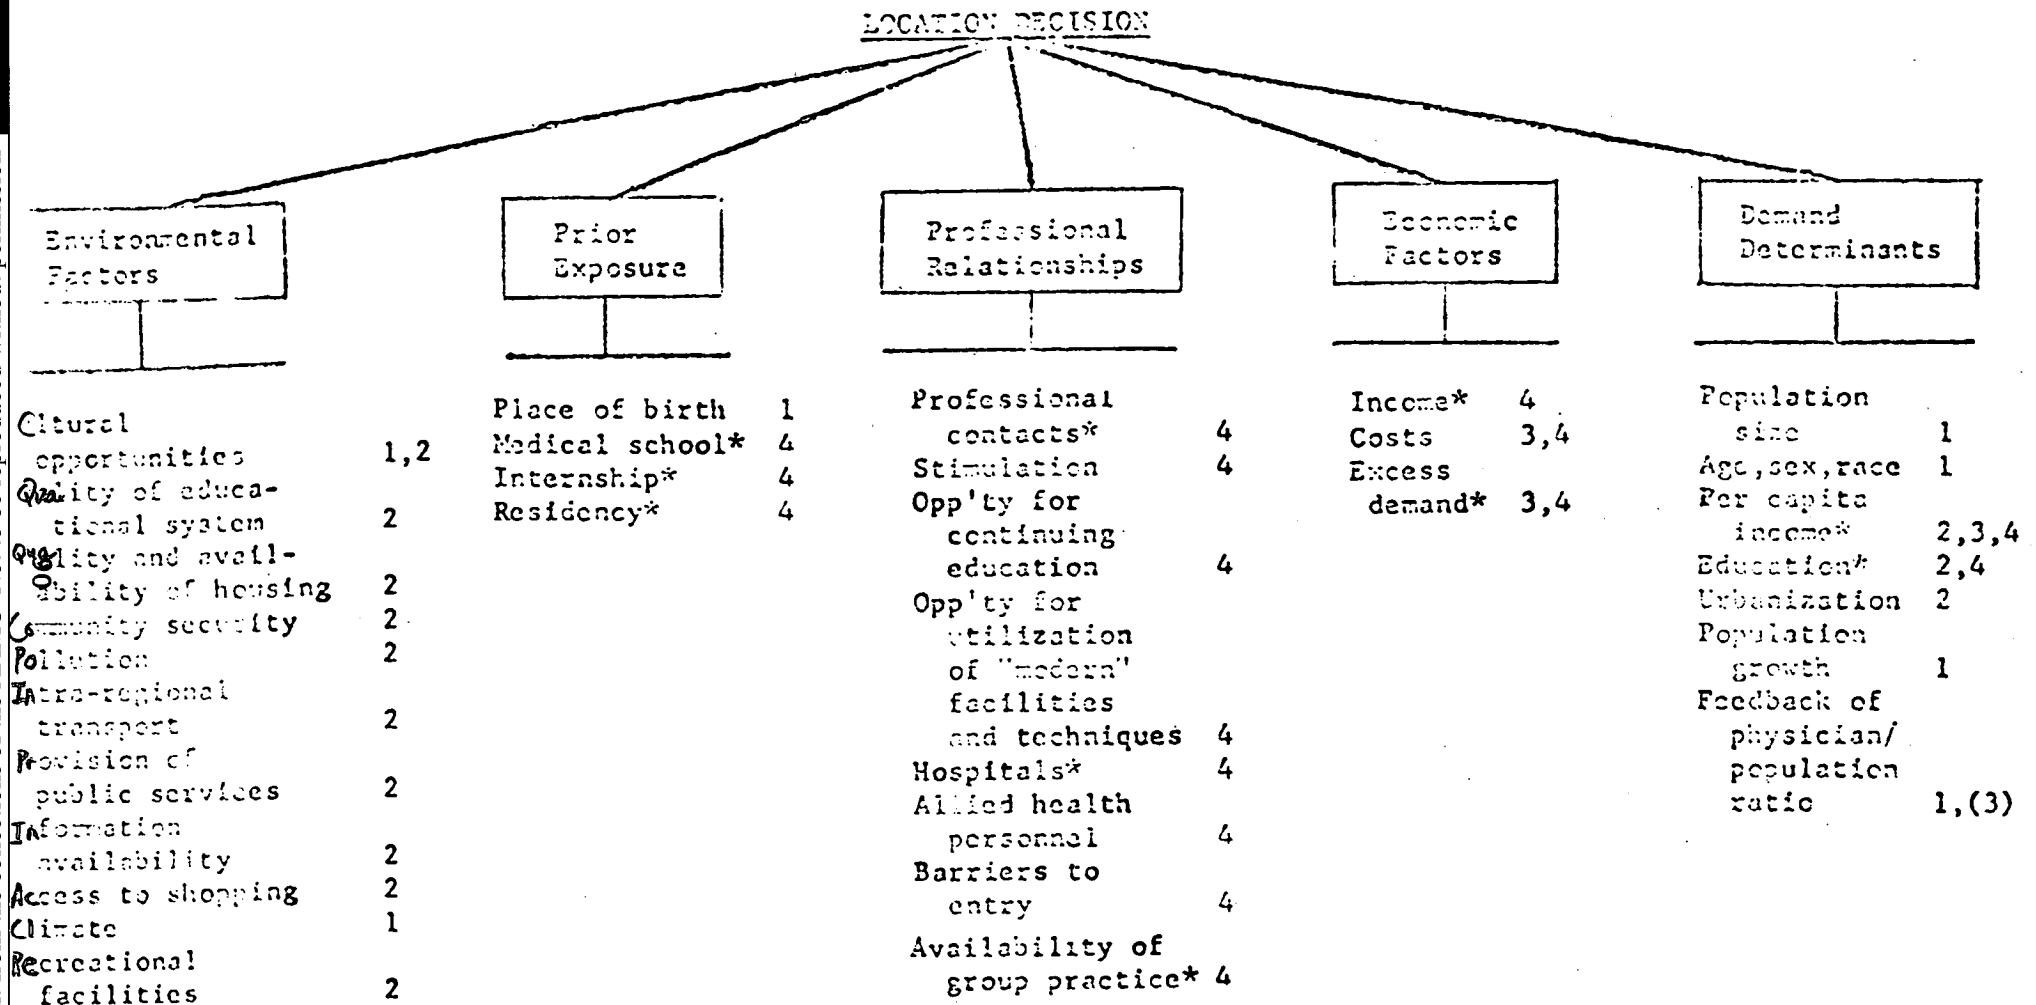 LOCATION DECISION
Environmental
Factors
Prior
Exposure
Professional
Relationships
Economic
Factors
Demand
Determinants
Cltural
opportunities 1,2
Quality of educa-
tional system 2
Quality and avail-
ability of housing 2
Community security 2
Pollution 2
Intra-regional
transport 2
Provision of
public services 2
Information
availability 2
Access to shopping 2
Climate 1
Recreational
facilities 2
Place of birth 1
Medical school* 4
Internship* 4
Residency* 4
Professional
contacts* 4
Stimulation 4
Opp'ty for
continuing
education 4
Opp'ty for
utilization
of "modern"
facilities
and techniques 4
Hospitals* 4
Allied health
personnel 4
Barriers to
entry 4
Availability of
group practice* 4
Income* 4
Costs 3,4
Excess
demand* 3,4
Population
size 1
Age,sex,race 1
Per capita
income* 2,3,4
Education* 2,4
Urbanization 2
Population
growth 1
Feedback of
physician/
population
ratio 1,(3)